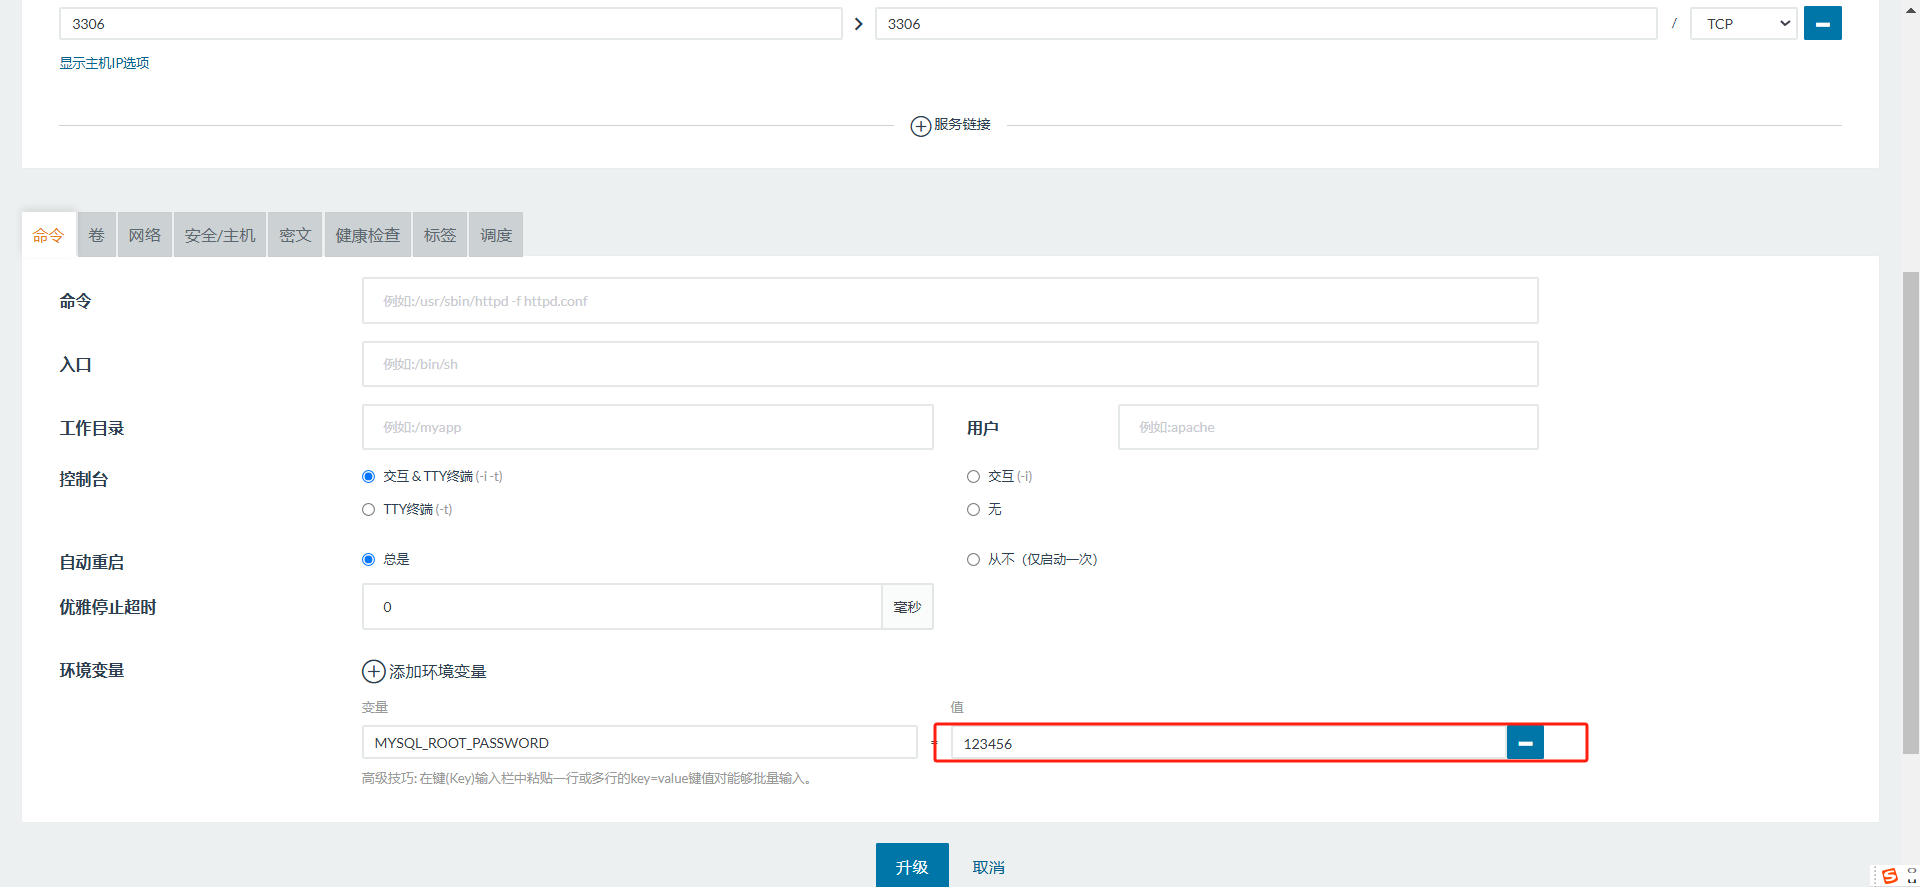 3306 > 3306 / TCP
显示主机IP选项
服务链接
命令 卷 网络 安全/主机 密文 健康检查 标签 调度
命令 例如:/usr/sbin/httpd -f httpd.conf
入口 例如:/bin/sh
工作目录 例如:/myapp 用户 例如:apache
控制台 交互 & TTY终端 (-i -t) 交互 (-i)
TTY终端 (-t) 无
自动重启 总是 从不（仅启动一次）
优雅停止超时 0 毫秒
环境变量 添加环境变量
变量 值
MYSQL_ROOT_PASSWORD = 123456
高级技巧: 在键(Key)输入栏中粘贴一行或多行的key=value键值对能够批量输入。
升级 取消